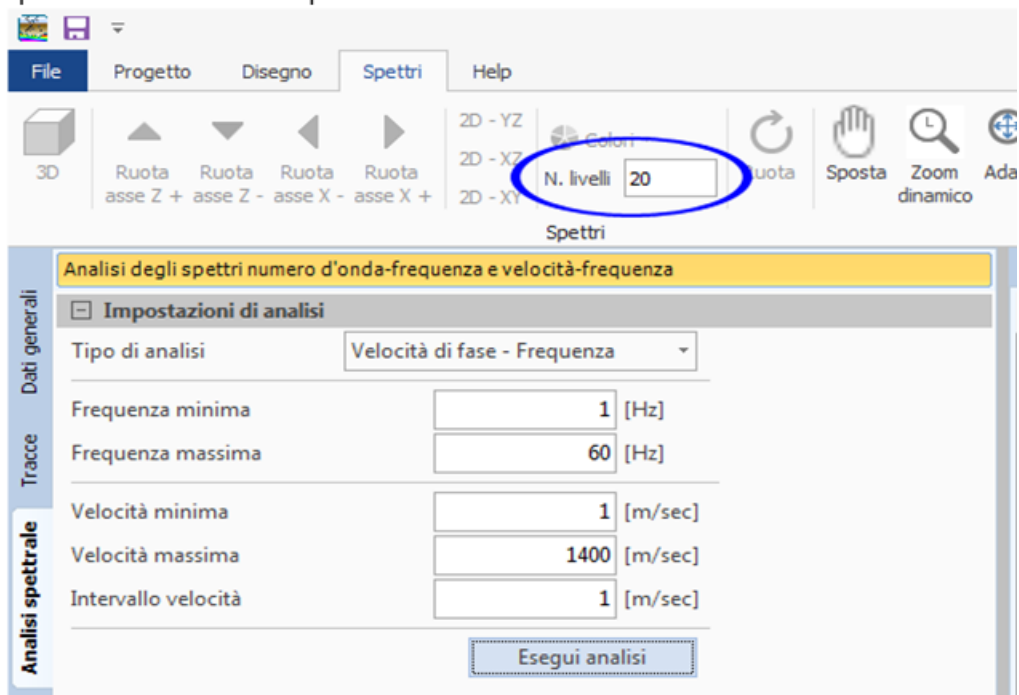 File Progetto Disegno Spettri Help
3D
Ruota asse Z +
Ruota asse Z -
Ruota asse X -
Ruota asse X +
2D - YZ
2D - XZ
2D - XY
Colori
N. livelli 20
Ruota
Sposta
Zoom dinamico
Spettri
Dati generali
Tracce
Analisi spettrale
Analisi degli spettri numero d'onda-frequenza e velocità-frequenza
Impostazioni di analisi
Tipo di analisi Velocità di fase - Frequenza
Frequenza minima 1 [Hz]
Frequenza massima 60 [Hz]
Velocità minima 1 [m/sec]
Velocità massima 1400 [m/sec]
Intervallo velocità 1 [m/sec]
Esegui analisi